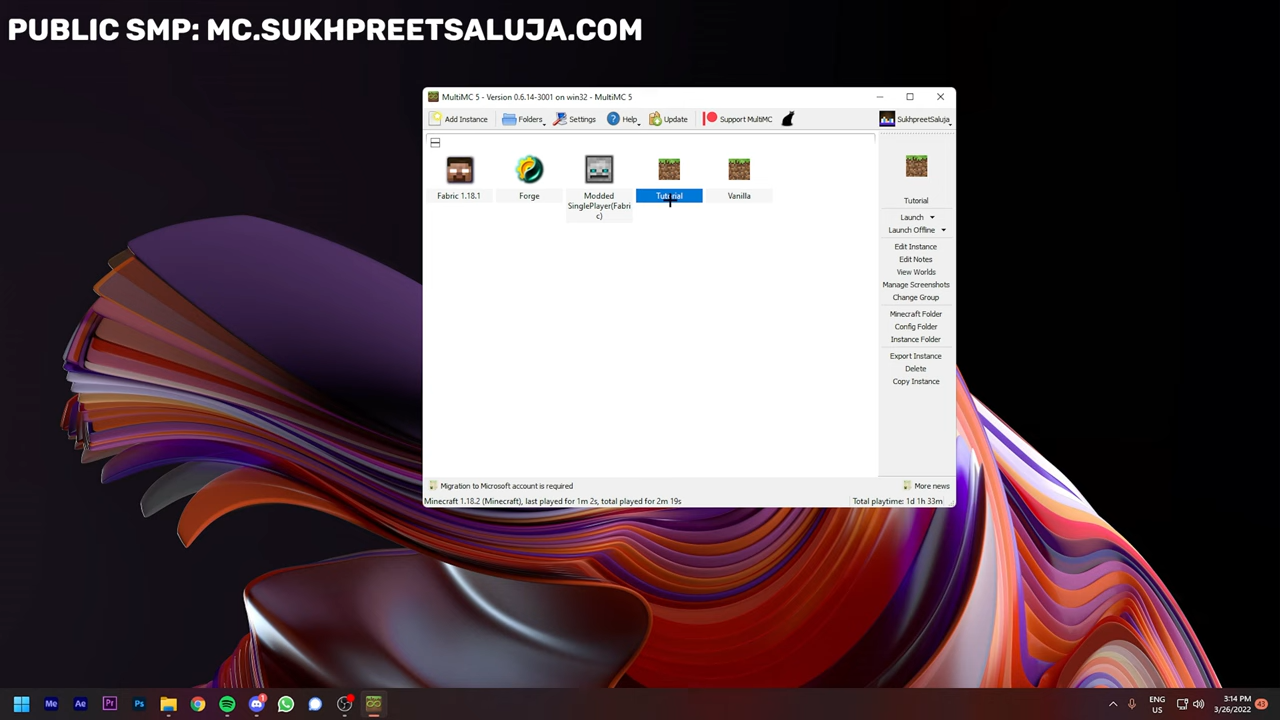 PUBLIC SMP: MC.SUKHPREETSALUJA.COM
MultiMC 5 - Version 0.6.14-3001 on win32 - MultiMC 5
Add Instance
Folders
Settings
Help
Update
Support MultiMC
SukhpreetSaluja
Fabric 1.18.1
Forge
Modded
SinglePlayer(Fabri
c)
Tutorial
Vanilla
Tutorial
Launch
Launch Offline
Edit Instance
Edit Notes
View Worlds
Manage Screenshots
Change Group
Minecraft Folder
Config Folder
Instance Folder
Export Instance
Delete
Copy Instance
Migration to Microsoft account is required
More news
Minecraft 1.18.2 (Minecraft), last played for 1m 2s, total played for 2m 19s
Total playtime: 1d 1h 33m
Me
Ae
Pr
Ps
ENG
US
3:14 PM
3/26/2022
43